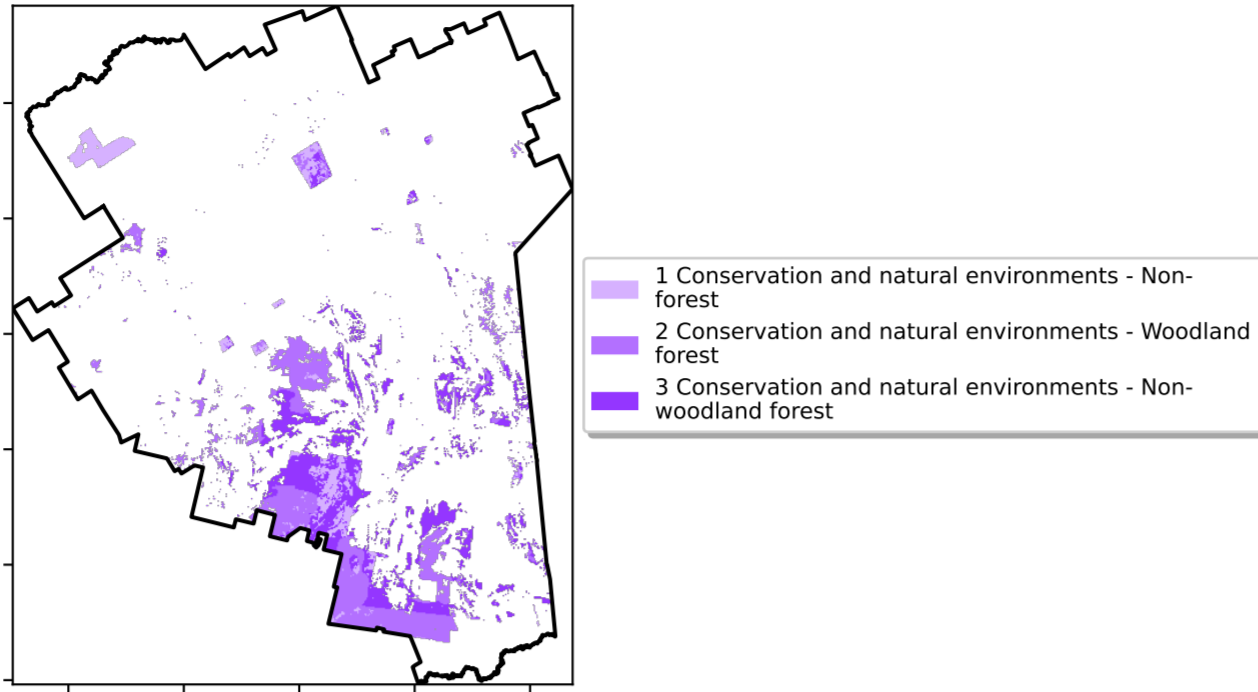 1 Conservation and natural environments - Non-
forest
2 Conservation and natural environments - Woodland
forest
3 Conservation and natural environments - Non-
woodland forest